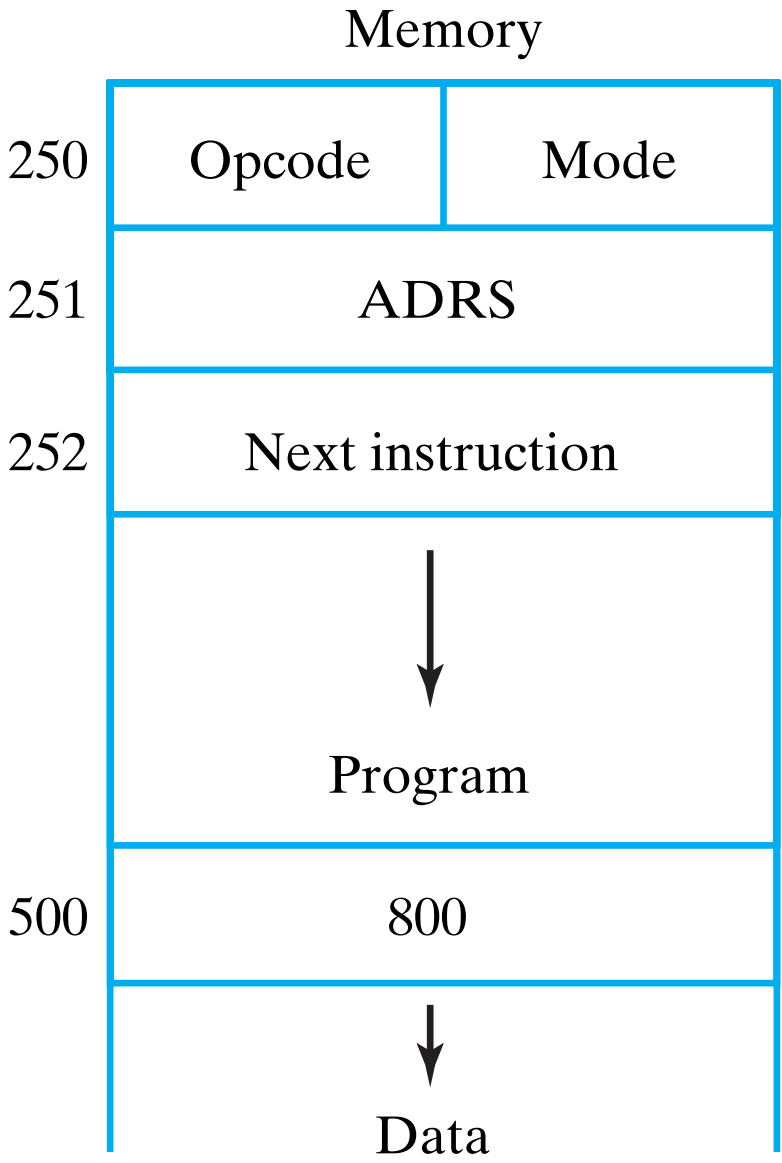 Memory
250 Opcode Mode
251 ADRS
252 Next instruction
Program
500 800
Data